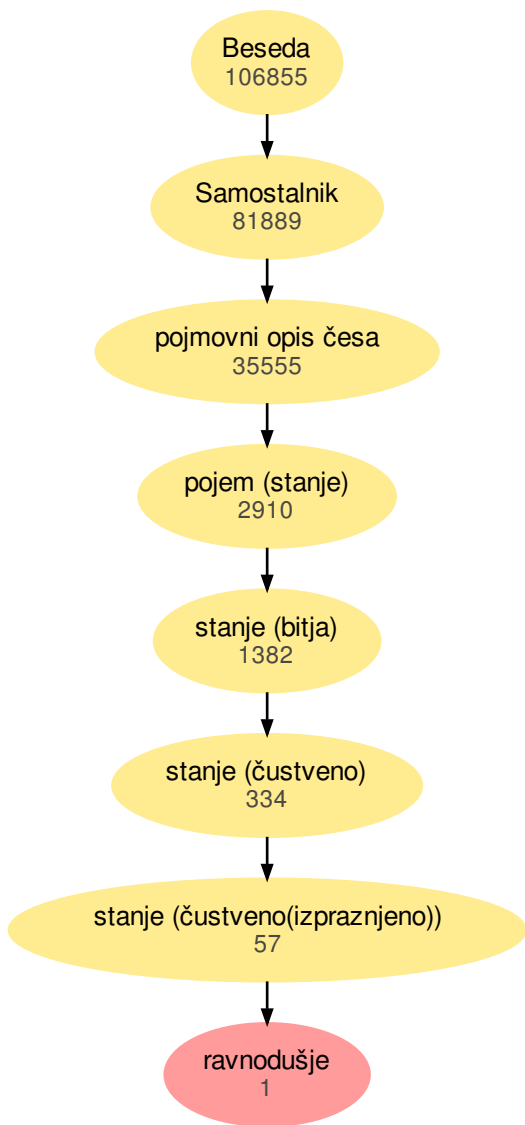 Beseda
106855
Samostalnik
81889
pojmovni opis česa
35555
pojem (stanje)
2910
stanje (bitja)
1382
stanje (čustveno)
334
stanje (čustveno(izpraznjeno))
57
ravnodušje
1